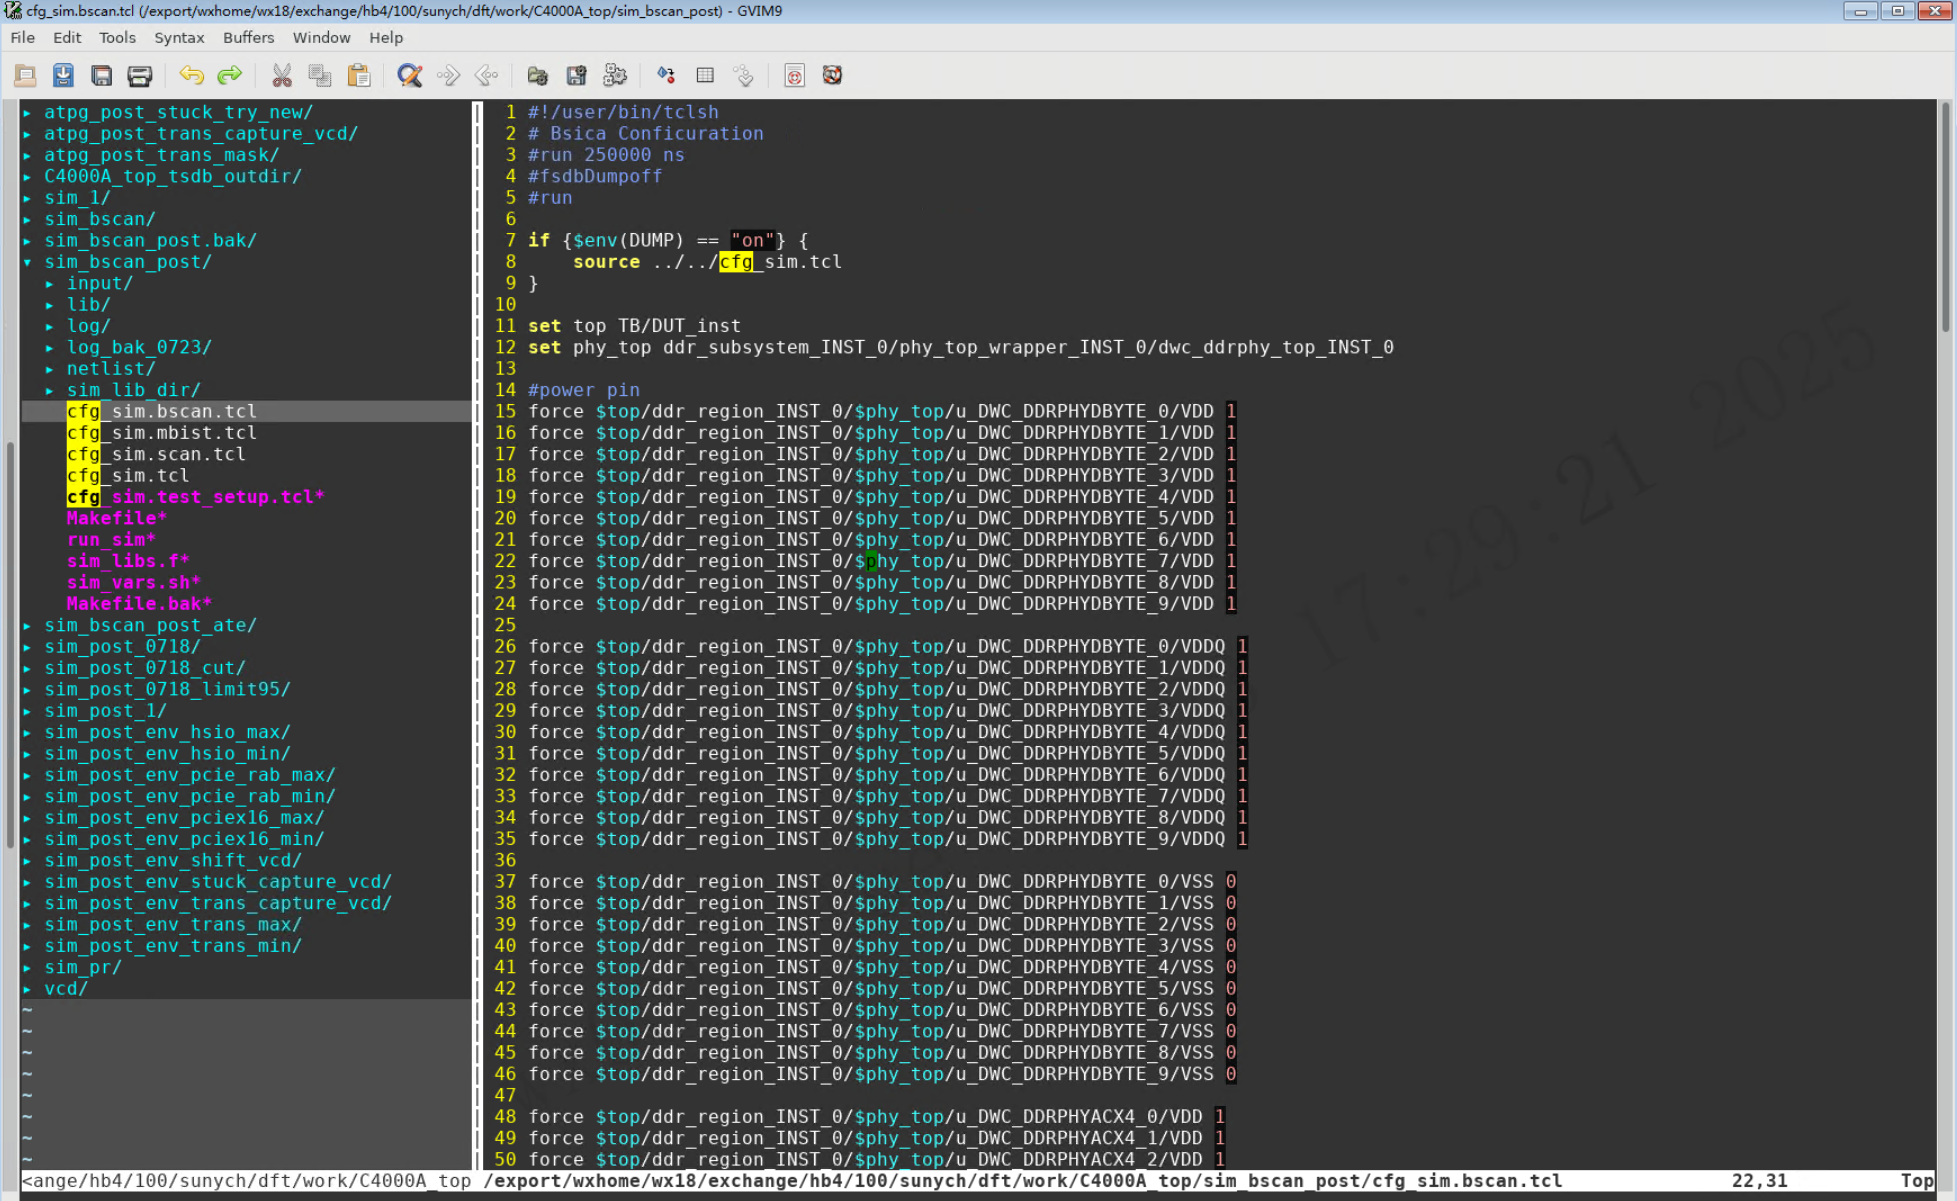 cfg_sim.bscan.tcl (/export/wxhome/wx18/exchange/hb4/100/sunych/dft/work/C4000A_top/sim_bscan_post) - GVIM9
File Edit Tools Syntax Buffers Window Help
atpg_post_stuck_try_new/
atpg_post_trans_capture_vcd/
atpg_post_trans_mask/
C4000A_top_tsdb_outdir/
sim_1/
sim_bscan/
sim_bscan_post.bak/
sim_bscan_post/
input/
lib/
log/
log_bak_0723/
netlist/
sim_lib_dir/
cfg_sim.bscan.tcl
cfg_sim.mbist.tcl
cfg_sim.scan.tcl
cfg_sim.tcl
cfg_sim.test_setup.tcl*
Makefile*
run_sim*
sim_libs.f*
sim_vars.sh*
Makefile.bak*
sim_bscan_post_ate/
sim_post_0718/
sim_post_0718_cut/
sim_post_0718_limit95/
sim_post_1/
sim_post_env_hsio_max/
sim_post_env_hsio_min/
sim_post_env_pcie_rab_max/
sim_post_env_pcie_rab_min/
sim_post_env_pciex16_max/
sim_post_env_pciex16_min/
sim_post_env_shift_vcd/
sim_post_env_stuck_capture_vcd/
sim_post_env_trans_capture_vcd/
sim_post_env_trans_max/
sim_post_env_trans_min/
sim_pr/
vcd/
~
~
~
~
~
~
~
~
<ange/hb4/100/sunych/dft/work/C4000A_top
1 #!/user/bin/tclsh
2 # Bsica Conficuration
3 #run 250000 ns
4 #fsdbDumpoff
5 #run
6
7 if {$env(DUMP) == "on"} {
8 source ../../cfg_sim.tcl
9 }
10
11 set top TB/DUT_inst
12 set phy_top ddr_subsystem_INST_0/phy_top_wrapper_INST_0/dwc_ddrphy_top_INST_0
13
14 #power pin
15 force $top/ddr_region_INST_0/$phy_top/u_DWC_DDRPHYDBYTE_0/VDD 1
16 force $top/ddr_region_INST_0/$phy_top/u_DWC_DDRPHYDBYTE_1/VDD 1
17 force $top/ddr_region_INST_0/$phy_top/u_DWC_DDRPHYDBYTE_2/VDD 1
18 force $top/ddr_region_INST_0/$phy_top/u_DWC_DDRPHYDBYTE_3/VDD 1
19 force $top/ddr_region_INST_0/$phy_top/u_DWC_DDRPHYDBYTE_4/VDD 1
20 force $top/ddr_region_INST_0/$phy_top/u_DWC_DDRPHYDBYTE_5/VDD 1
21 force $top/ddr_region_INST_0/$phy_top/u_DWC_DDRPHYDBYTE_6/VDD 1
22 force $top/ddr_region_INST_0/$phy_top/u_DWC_DDRPHYDBYTE_7/VDD 1
23 force $top/ddr_region_INST_0/$phy_top/u_DWC_DDRPHYDBYTE_8/VDD 1
24 force $top/ddr_region_INST_0/$phy_top/u_DWC_DDRPHYDBYTE_9/VDD 1
25
26 force $top/ddr_region_INST_0/$phy_top/u_DWC_DDRPHYDBYTE_0/VDDQ 1
27 force $top/ddr_region_INST_0/$phy_top/u_DWC_DDRPHYDBYTE_1/VDDQ 1
28 force $top/ddr_region_INST_0/$phy_top/u_DWC_DDRPHYDBYTE_2/VDDQ 1
29 force $top/ddr_region_INST_0/$phy_top/u_DWC_DDRPHYDBYTE_3/VDDQ 1
30 force $top/ddr_region_INST_0/$phy_top/u_DWC_DDRPHYDBYTE_4/VDDQ 1
31 force $top/ddr_region_INST_0/$phy_top/u_DWC_DDRPHYDBYTE_5/VDDQ 1
32 force $top/ddr_region_INST_0/$phy_top/u_DWC_DDRPHYDBYTE_6/VDDQ 1
33 force $top/ddr_region_INST_0/$phy_top/u_DWC_DDRPHYDBYTE_7/VDDQ 1
34 force $top/ddr_region_INST_0/$phy_top/u_DWC_DDRPHYDBYTE_8/VDDQ 1
35 force $top/ddr_region_INST_0/$phy_top/u_DWC_DDRPHYDBYTE_9/VDDQ 1
36
37 force $top/ddr_region_INST_0/$phy_top/u_DWC_DDRPHYDBYTE_0/VSS 0
38 force $top/ddr_region_INST_0/$phy_top/u_DWC_DDRPHYDBYTE_1/VSS 0
39 force $top/ddr_region_INST_0/$phy_top/u_DWC_DDRPHYDBYTE_2/VSS 0
40 force $top/ddr_region_INST_0/$phy_top/u_DWC_DDRPHYDBYTE_3/VSS 0
41 force $top/ddr_region_INST_0/$phy_top/u_DWC_DDRPHYDBYTE_4/VSS 0
42 force $top/ddr_region_INST_0/$phy_top/u_DWC_DDRPHYDBYTE_5/VSS 0
43 force $top/ddr_region_INST_0/$phy_top/u_DWC_DDRPHYDBYTE_6/VSS 0
44 force $top/ddr_region_INST_0/$phy_top/u_DWC_DDRPHYDBYTE_7/VSS 0
45 force $top/ddr_region_INST_0/$phy_top/u_DWC_DDRPHYDBYTE_8/VSS 0
46 force $top/ddr_region_INST_0/$phy_top/u_DWC_DDRPHYDBYTE_9/VSS 0
47
48 force $top/ddr_region_INST_0/$phy_top/u_DWC_DDRPHYACX4_0/VDD 1
49 force $top/ddr_region_INST_0/$phy_top/u_DWC_DDRPHYACX4_1/VDD 1
50 force $top/ddr_region_INST_0/$phy_top/u_DWC_DDRPHYACX4_2/VDD 1
/export/wxhome/wx18/exchange/hb4/100/sunych/dft/work/C4000A_top/sim_bscan_post/cfg_sim.bscan.tcl 22,31 Top
17:29:21 2025